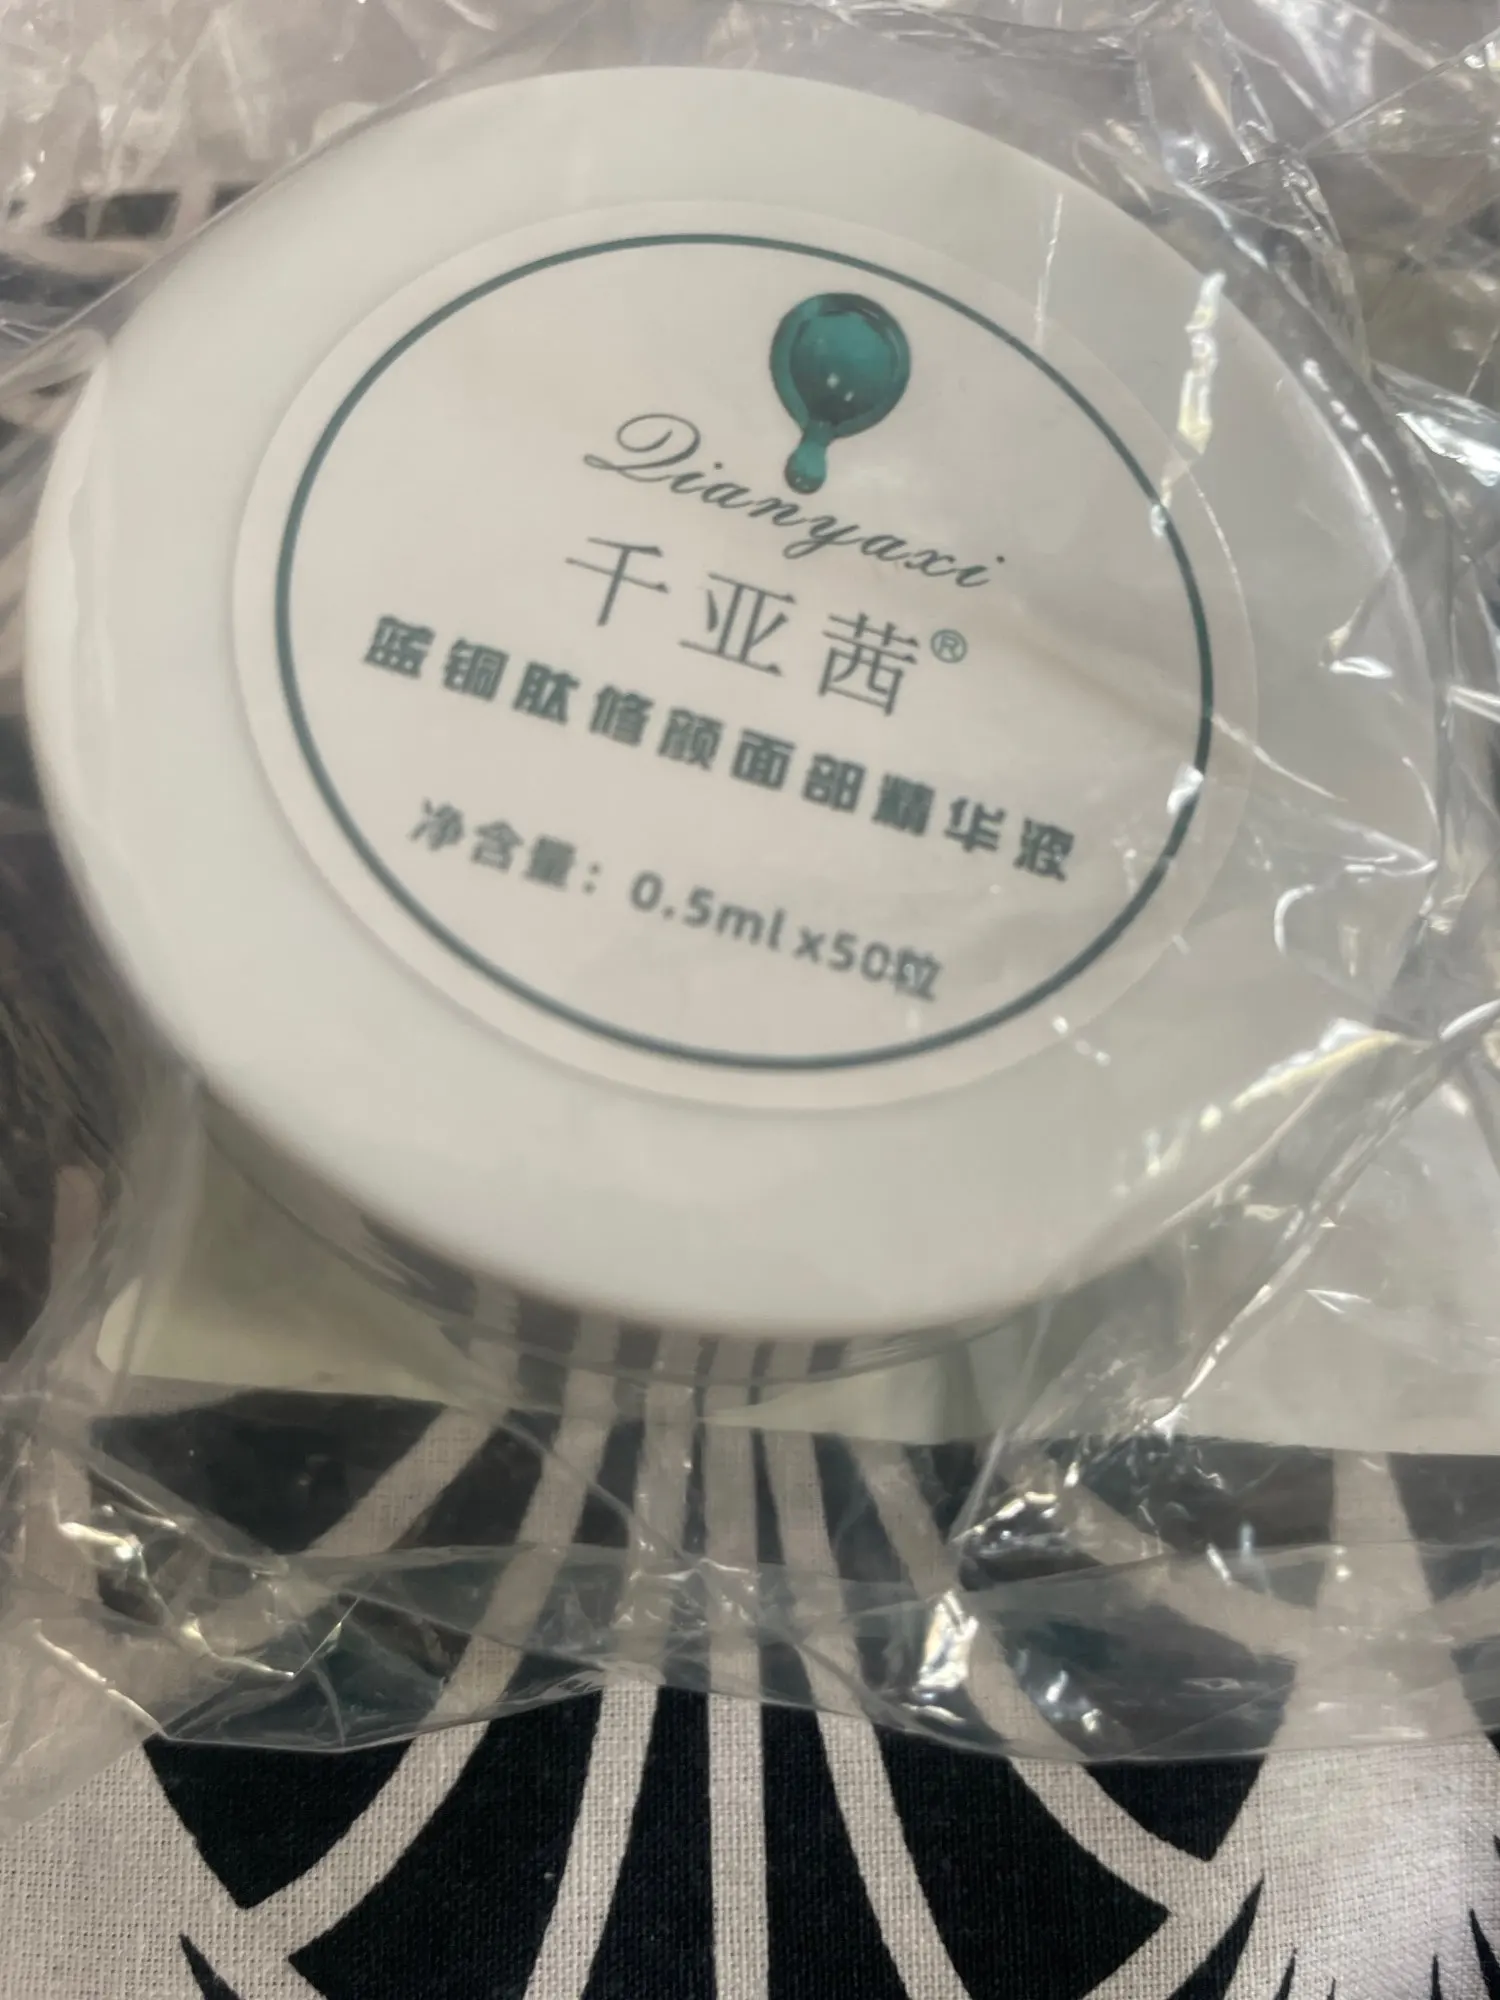 Qianyaxi
千亚茜®
蓝铜肽修颜面部精华液
净含量：0.5ml x50粒